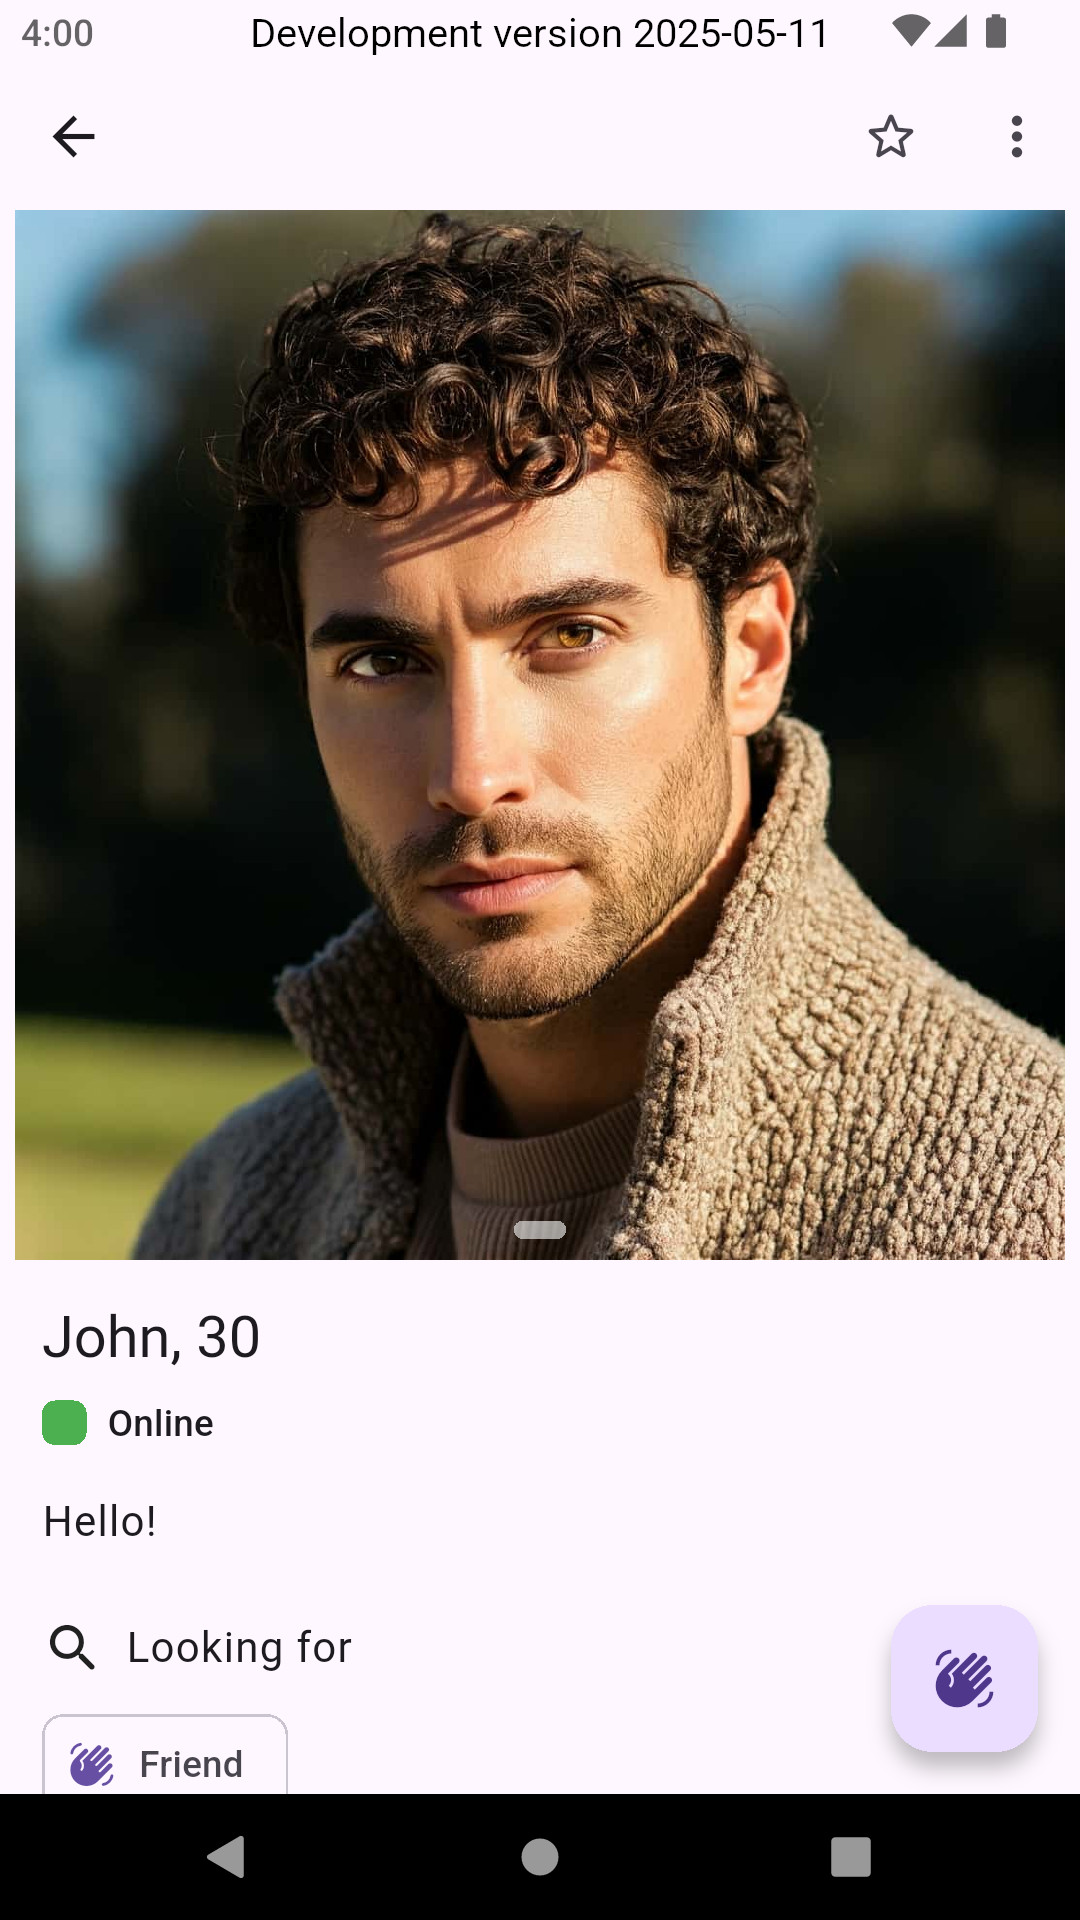 4:00 Development version 2025-05-11
John, 30
Online
Hello!
Looking for
Friend